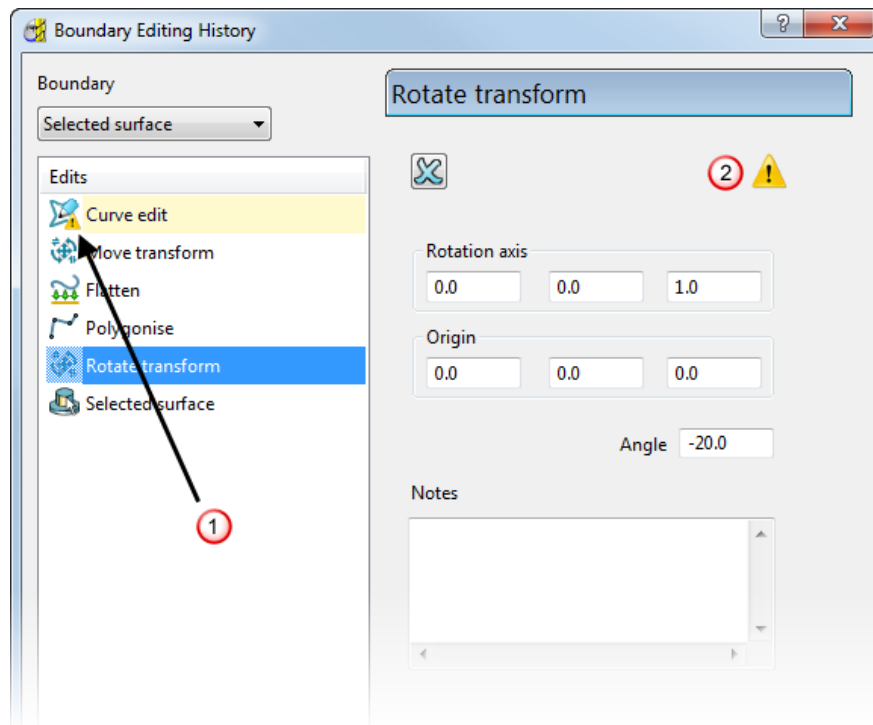 Boundary Editing History
?
Boundary
Selected surface
Edits
Curve edit
Move transform
Flatten
Polygonise
Rotate transform
Selected surface
1
Rotate transform
2
Rotation axis
0.0 0.0 1.0
Origin
0.0 0.0 0.0
Angle -20.0
Notes